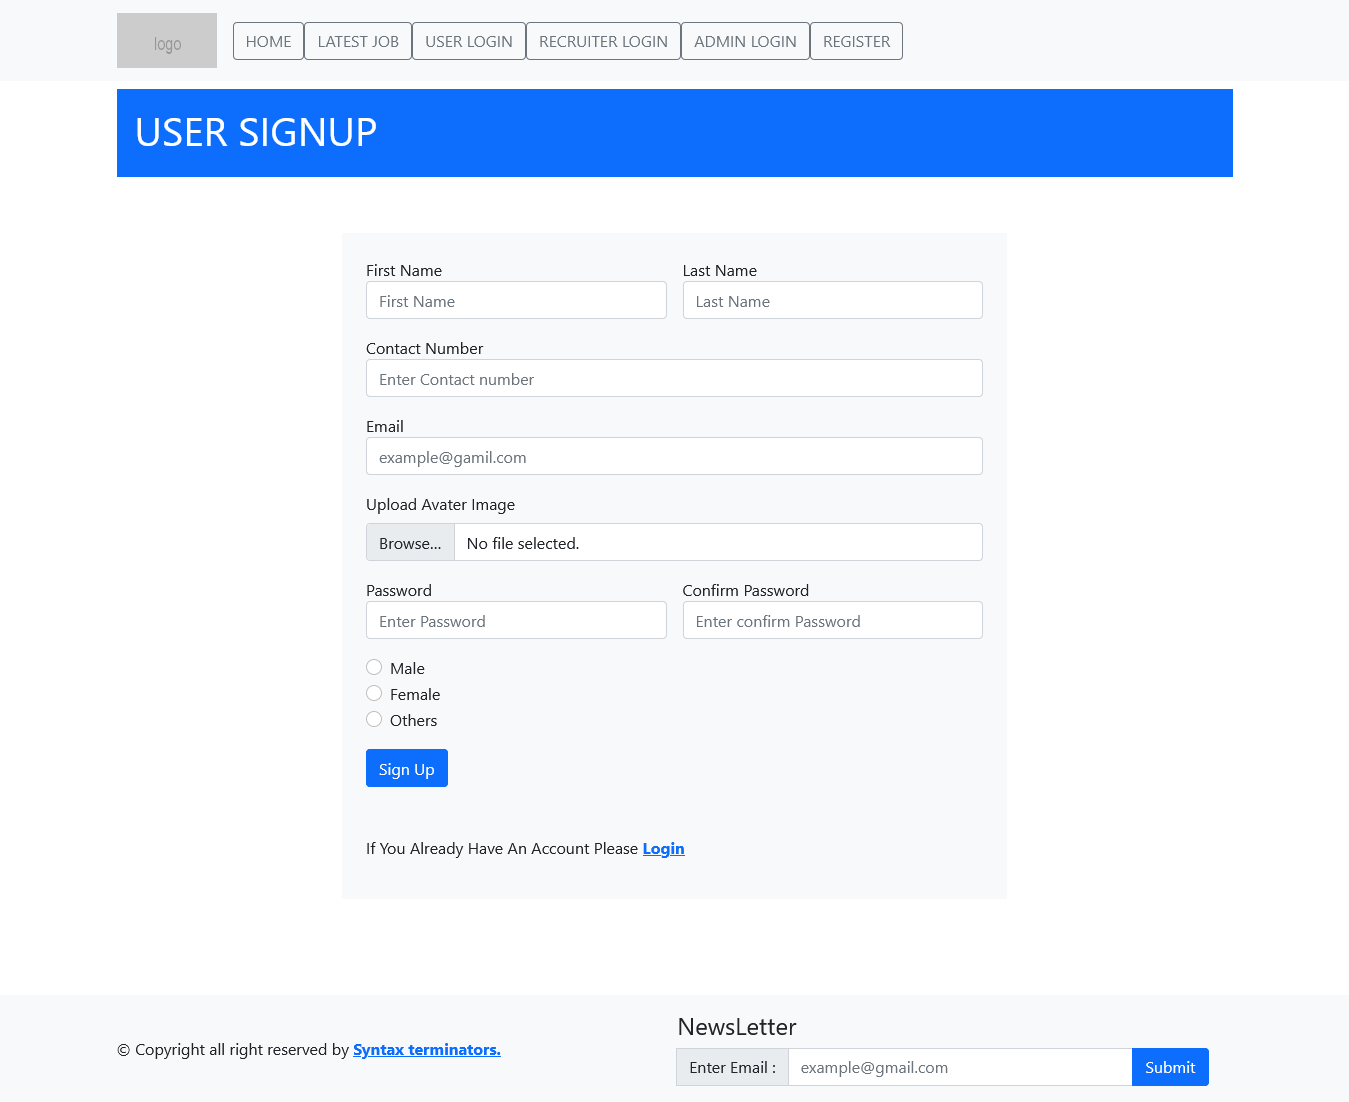 logo
HOME LATEST JOB USER LOGIN RECRUITER LOGIN ADMIN LOGIN REGISTER
USER SIGNUP
First Name Last Name
First Name Last Name
Contact Number
Enter Contact number
Email
example@gamil.com
Upload Avater Image
Browse... No file selected.
Password Confirm Password
Enter Password Enter confirm Password
Male
Female
Others
Sign Up
If You Already Have An Account Please Login
NewsLetter
© Copyright all right reserved by Syntax terminators.
Enter Email : example@gmail.com Submit